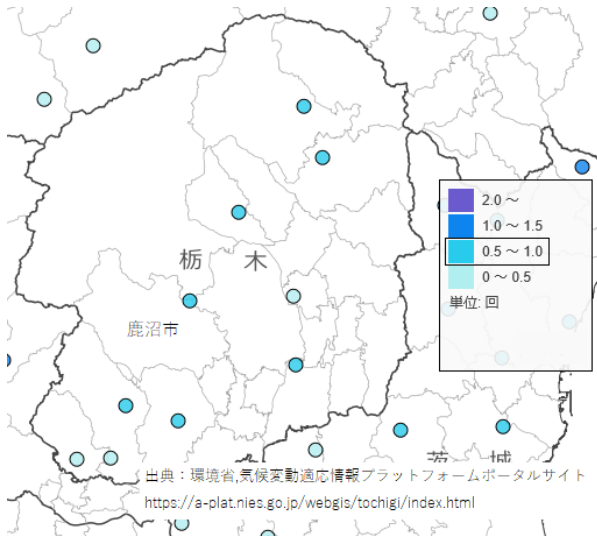 2.0 ～
1.0 ～ 1.5
0.5 ～ 1.0
0 ～ 0.5
単位: 回
栃 木
鹿沼市
茨 城
出典：環境省,気候変動適応情報プラットフォームポータルサイト
https://a-plat.nies.go.jp/webgis/tochigi/index.html